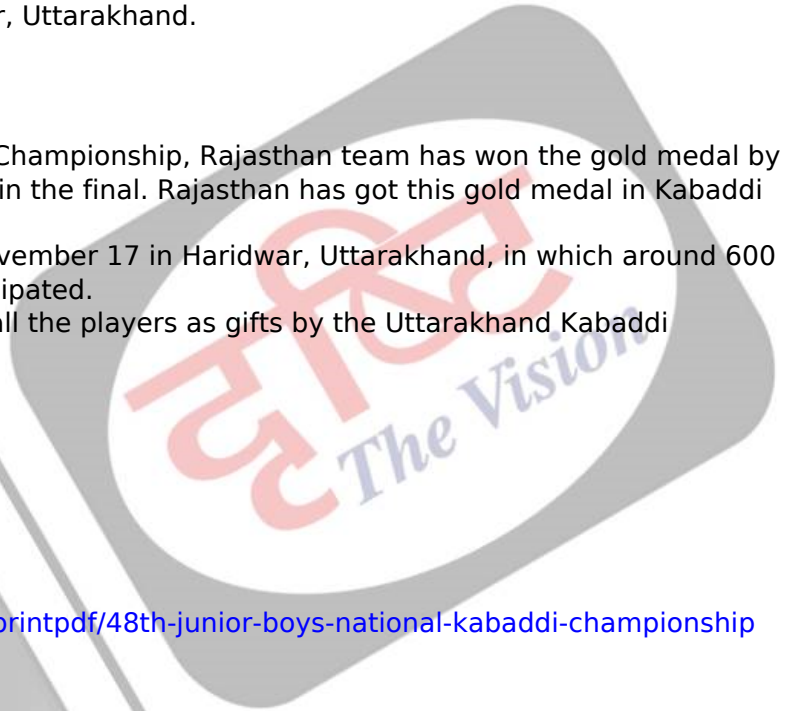 r, Uttarakhand.
Championship, Rajasthan team has won the gold medal by
in the final. Rajasthan has got this gold medal in Kabaddi
vember 17 in Haridwar, Uttarakhand, in which around 600
ipated.
all the players as gifts by the Uttarakhand Kabaddi
दृष्टि
The Vision
printpdf/48th-junior-boys-national-kabaddi-championship